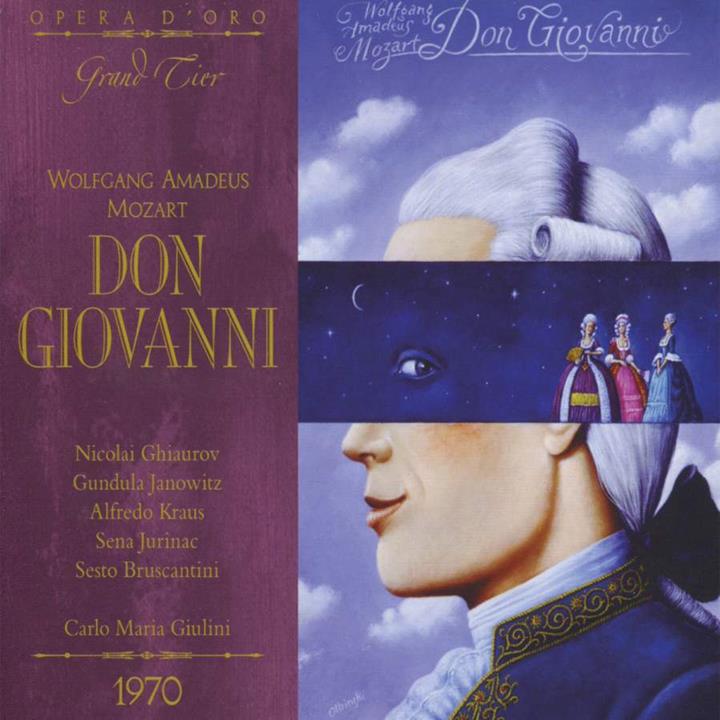 OPERA D'ORO
Grand Tier
WOLFGANG AMADEUS
MOZART
DON
GIOVANNI
Nicolai Ghiaurov
Gundula Janowitz
Alfredo Kraus
Sena Jurinac
Sesto Bruscantini
Carlo Maria Giulini
1970
Wolfgang
Amadeus
Mozart
Don Giovanni
Olbinski